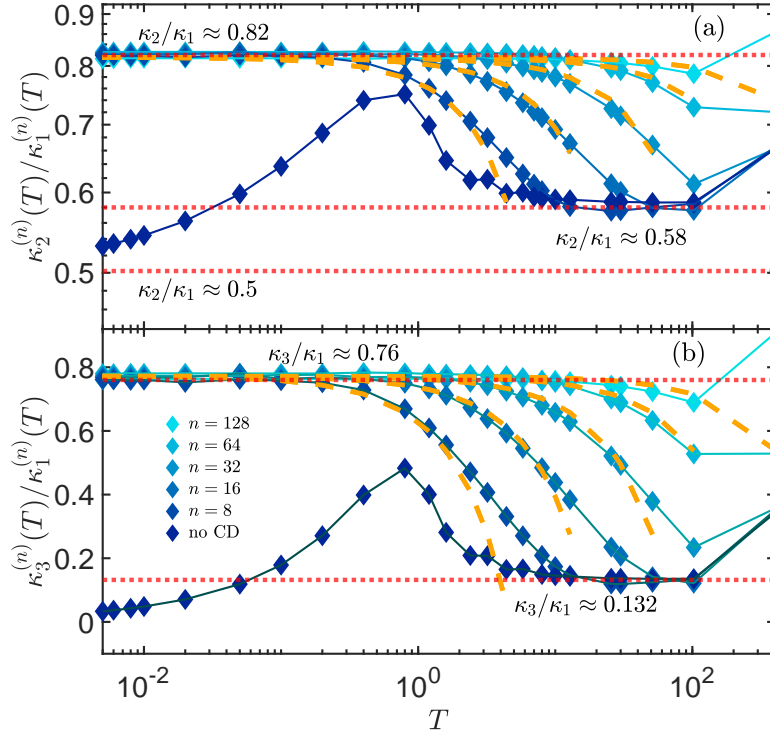 (a)
κ₂/κ₁ ≈ 0.82
0.9
0.8
0.7
0.6
0.5
κ₂⁽ⁿ⁾(T)/κ₁⁽ⁿ⁾(T)
κ₂/κ₁ ≈ 0.58
κ₂/κ₁ ≈ 0.5
(b)
κ₃/κ₁ ≈ 0.76
0.8
0.6
0.4
0.2
0
κ₃⁽ⁿ⁾(T)/κ₁⁽ⁿ⁾(T)
n = 128
n = 64
n = 32
n = 16
n = 8
no CD
κ₃/κ₁ ≈ 0.132
10⁻² 10⁰ 10²
T